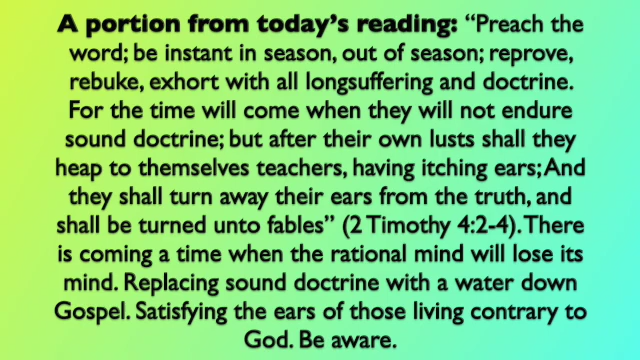 A portion from today’s reading: “Preach the
word; be instant in season, out of season; reprove,
rebuke, exhort with all longsuffering and doctrine.
For the time will come when they will not endure
sound doctrine; but after their own lusts shall they
heap to themselves teachers, having itching ears; And
they shall turn away their ears from the truth, and
shall be turned unto fables” (2 Timothy 4:2-4). There
is coming a time when the rational mind will lose its
mind. Replacing sound doctrine with a water down
Gospel. Satisfying the ears of those living contrary to
God. Be aware.